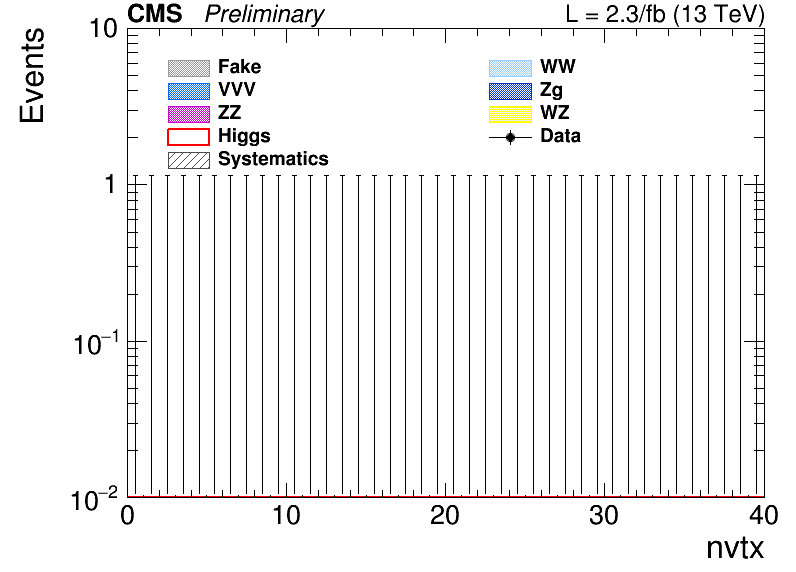 CMS Preliminary L = 2.3/fb (13 TeV)
Events
10
1
10−1
10−2
Fake
VVV
ZZ
Higgs
Systematics
WW
Zg
WZ
Data
0 10 20 30 40
nvtx